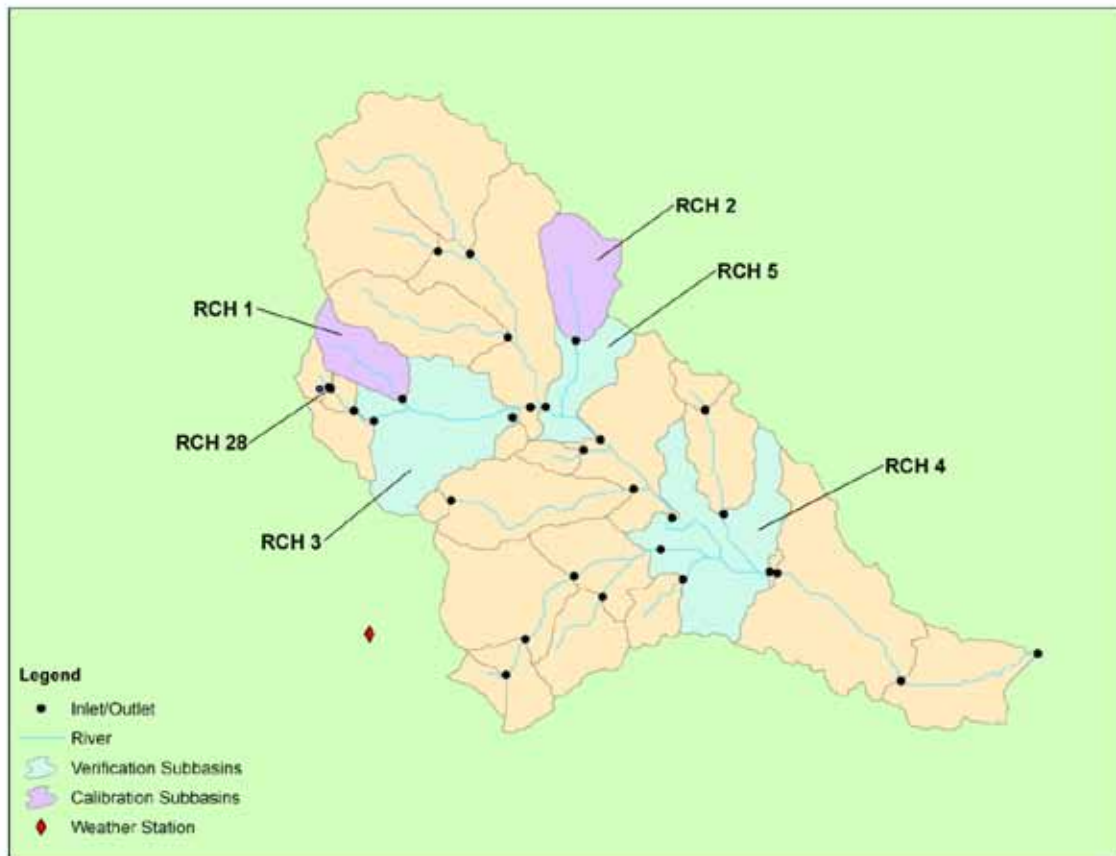 RCH 2
RCH 5
RCH 1
RCH 28
RCH 4
RCH 3
Legend
Inlet/Outlet
River
Verification Subbasins
Calibration Subbasins
Weather Station